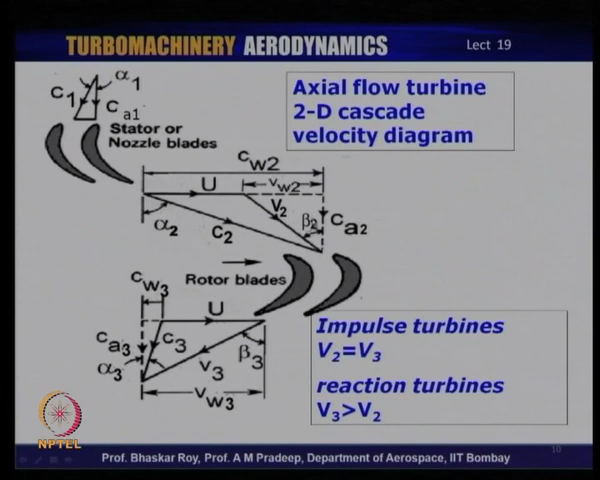 TURBOMACHINERY AERODYNAMICS
Lect 19
α1
C1
Ca1
Stator or
Nozzle blades
Axial flow turbine
2-D cascade
velocity diagram
Cw2
U
Vw2
α2
C2
V2
β2
Ca2
Rotor blades
Cw3
U
Ca3
C3
α3
V3
β3
Vw3
Impulse turbines
V2=V3
reaction turbines
V3>V2
NPTEL
Prof. Bhaskar Roy, Prof. A M Pradeep, Department of Aerospace, IIT Bombay
10